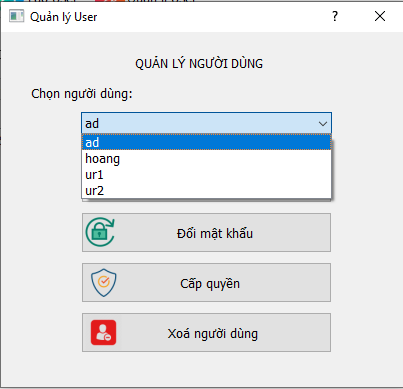 Quản lý User
?
QUẢN LÝ NGƯỜI DÙNG
Chọn người dùng:
ad
ad
hoang
ur1
ur2
Đổi mật khẩu
Cấp quyền
Xoá người dùng